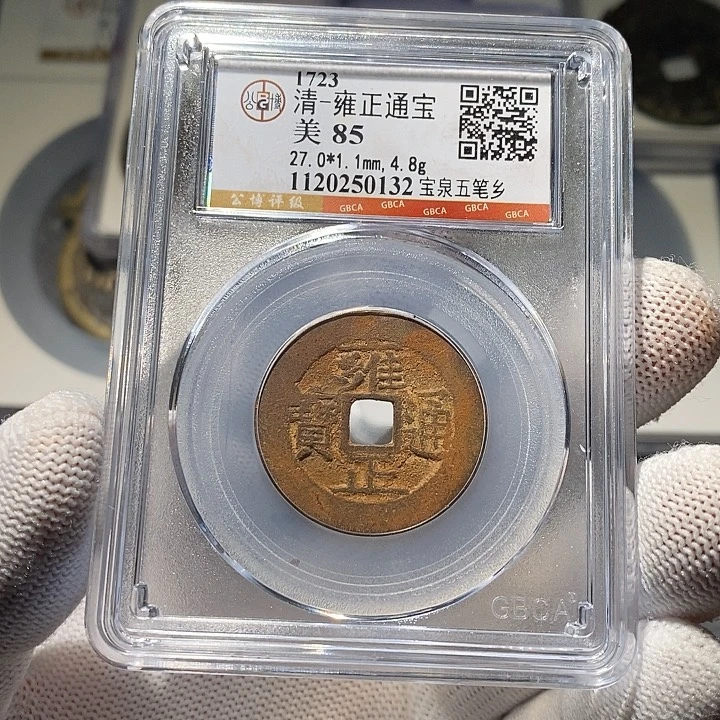 1723
清-雍正通宝
美 85
27.0*1.1mm, 4.8g
1120250132 宝泉五笔乡
公博评级
GBCA GBCA GBCA GBCA GBCA
雍
寶 通
正
GBCA